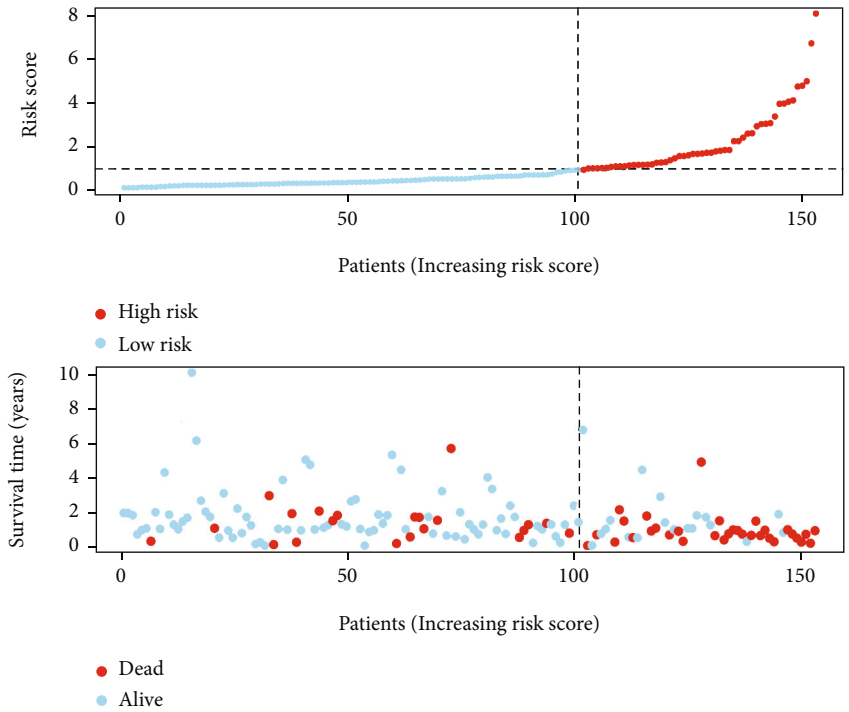 Risk score
8
6
4
2
0
0 50 100 150
Patients (Increasing risk score)
High risk
Low risk
Survival time (years)
10
8
6
4
2
0
0 50 100 150
Patients (Increasing risk score)
Dead
Alive